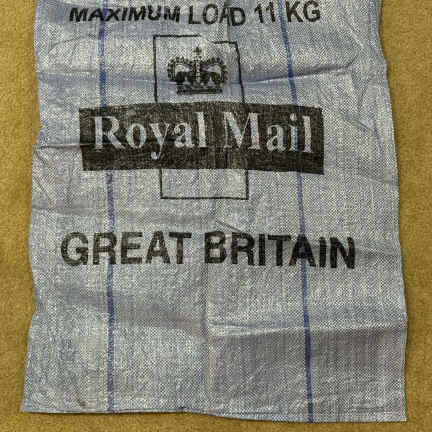 MAXIMUM LOAD 11 KG
Royal Mail
GREAT BRITAIN